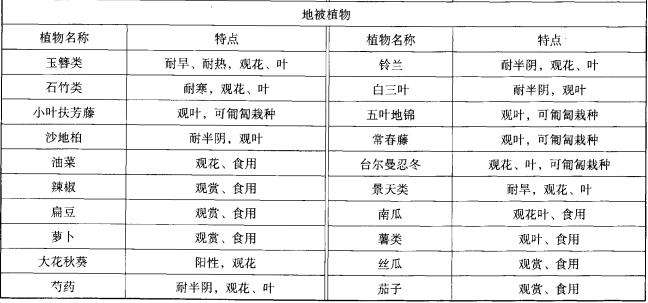 地被植物
植物名称 特点 植物名称 特点
玉簪类 耐旱、耐热，观花、叶 铃兰 耐半阴，观花、叶
石竹类 耐寒，观花、叶 白三叶 耐半阴，观叶
小叶扶芳藤 观叶，可匍匐栽种 五叶地锦 观叶，可匍匐栽种
沙地柏 耐半阴，观叶 常春藤 观叶，可匍匐栽种
油菜 观花、食用 台尔曼忍冬 观花、叶，可匍匐栽种
辣椒 观赏、食用 景天类 耐旱，观花、叶
扁豆 观赏、食用 南瓜 观花叶、食用
萝卜 观赏、食用 薯类 观叶、食用
大花秋葵 阳性，观花 丝瓜 观赏、食用
芍药 耐半阴，观花、叶 茄子 观赏、食用